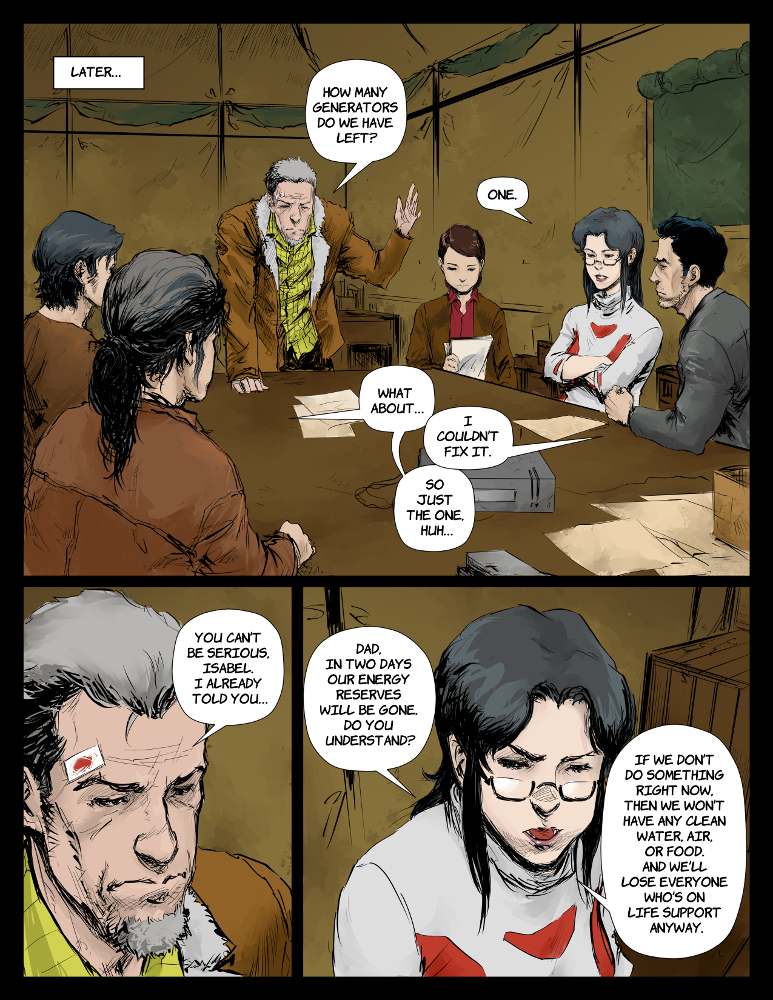 LATER...
HOW MANY
GENERATORS
DO WE HAVE
LEFT?
ONE.
WHAT
ABOUT...
I
COULDN'T
FIX IT.
SO
JUST
THE ONE,
HUH...
YOU CAN'T
BE SERIOUS,
ISABEL.
I ALREADY
TOLD YOU...
DAD,
IN TWO DAYS
OUR ENERGY
RESERVES
WILL BE GONE.
DO YOU
UNDERSTAND?
IF WE DON'T
DO SOMETHING
RIGHT NOW,
THEN WE WON'T
HAVE ANY CLEAN
WATER, AIR,
OR FOOD.
AND WE'LL
LOSE EVERYONE
WHO'S ON
LIFE SUPPORT
ANYWAY.